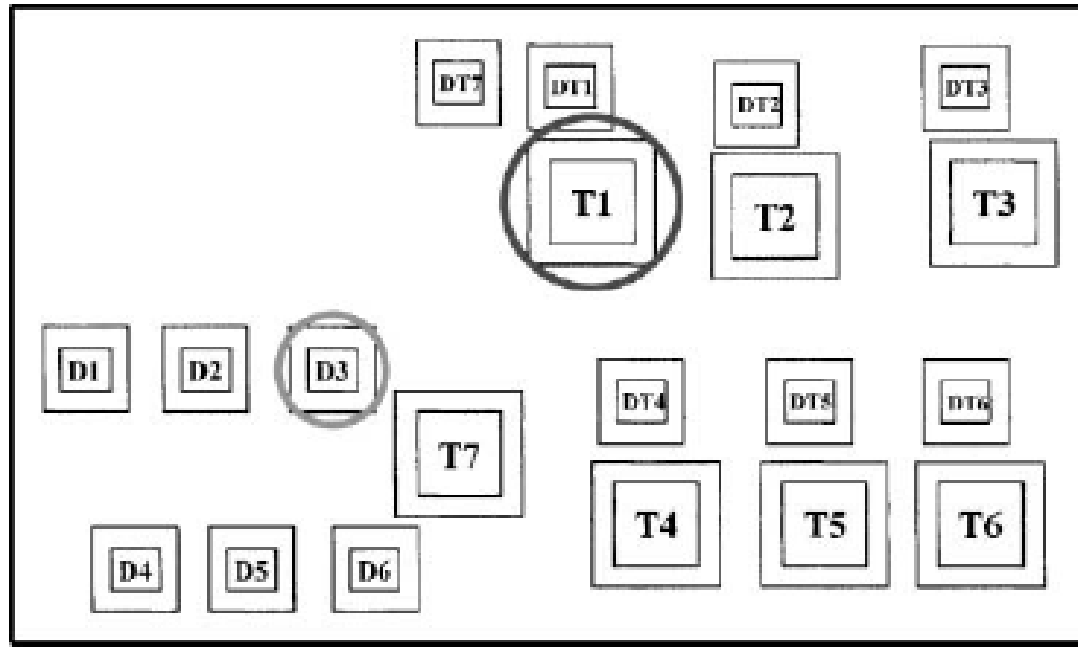 DT7 DT1 DT2 DT3
T1 T2 T3
D1 D2 D3 DT4 DT5 DT6
T7
T4 T5 T6
D4 D5 D6